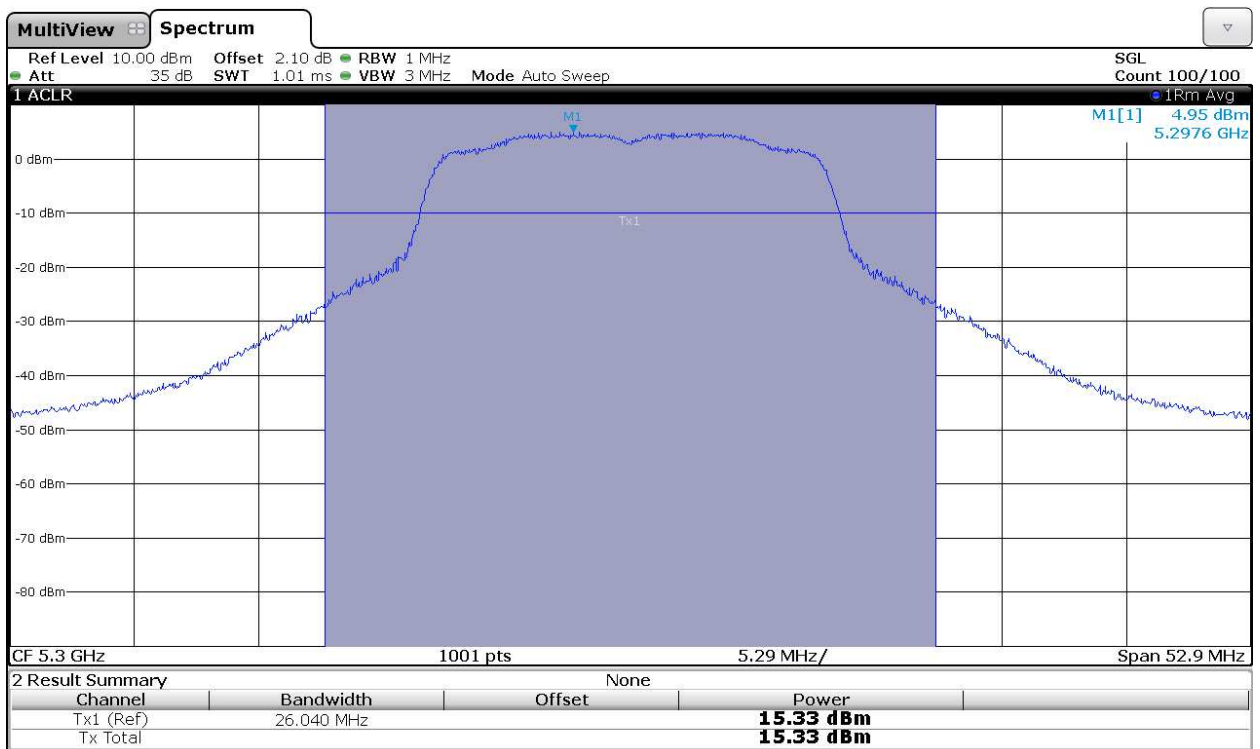 MultiView Spectrum
Ref Level 10.00 dBm Offset 2.10 dB RBW 1 MHz SGL
Att 35 dB SWT 1.01 ms VBW 3 MHz Mode Auto Sweep Count 100/100
1 ACLR 1Rm Avg
M1 M1[1] 4.95 dBm
5.2976 GHz
0 dBm
-10 dBm
Tx1
-20 dBm
-30 dBm
-40 dBm
-50 dBm
-60 dBm
-70 dBm
-80 dBm
CF 5.3 GHz 1001 pts 5.29 MHz/ Span 52.9 MHz
2 Result Summary None
Channel Bandwidth Offset Power
Tx1 (Ref) 26.040 MHz 15.33 dBm
Tx Total 15.33 dBm